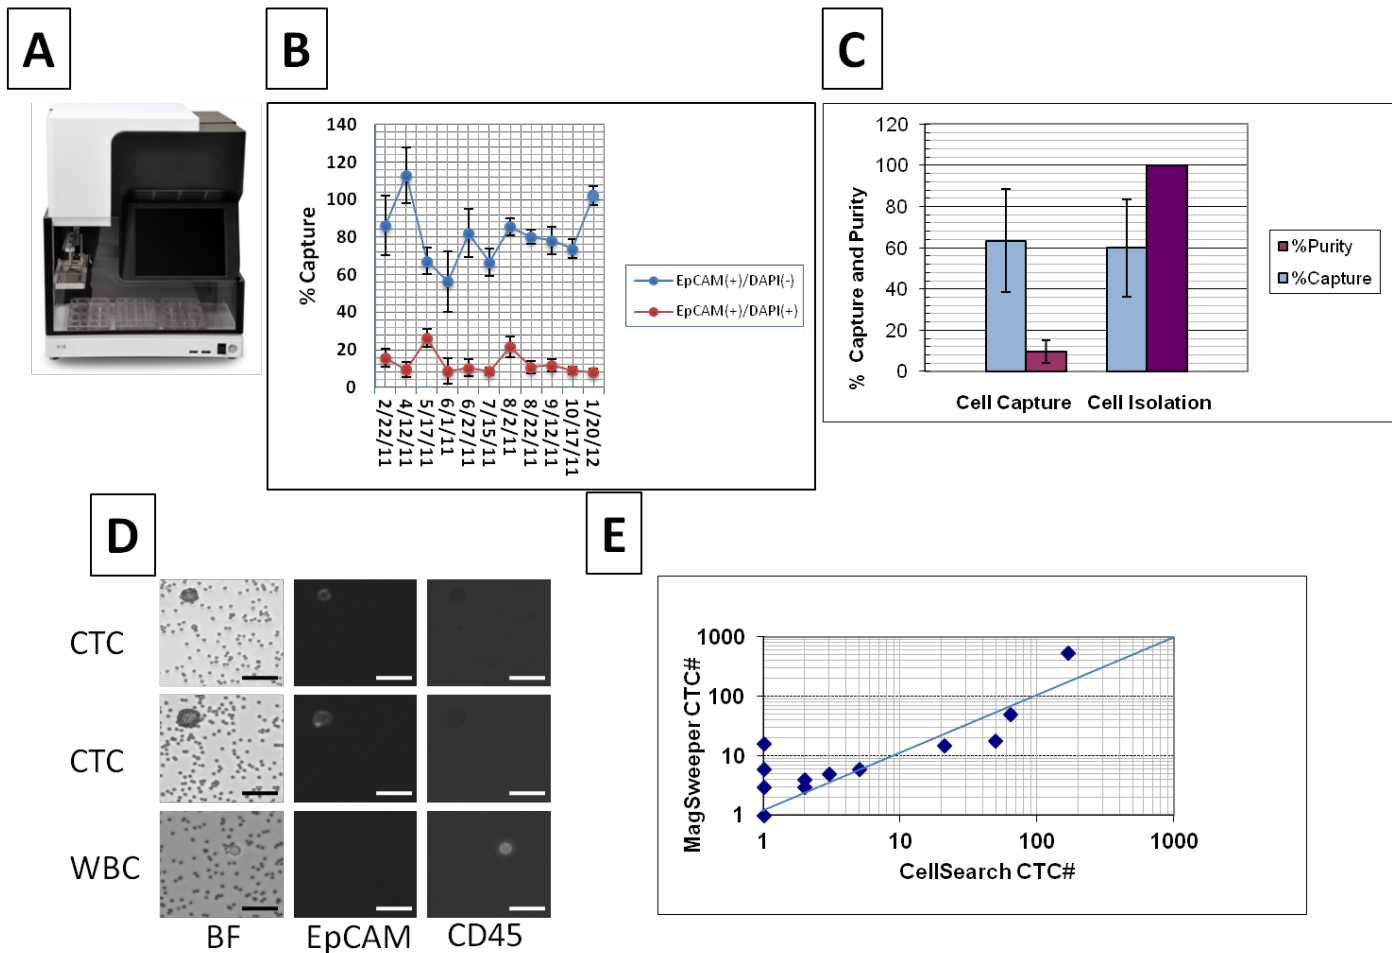 A
B
C
140
120
100
80
60
40
20
0
% Capture
2/22/11
4/12/11
5/17/11
6/1/11
6/27/11
7/15/11
8/2/11
8/22/11
9/12/11
10/17/11
1/20/12
EpCAM(+)/DAPI(-)
EpCAM(+)/DAPI(+)
120
100
80
60
40
20
0
% Capture and Purity
Cell Capture Cell Isolation
%Purity
%Capture
D
E
CTC
CTC
WBC
BF EpCAM CD45
1000
100
10
1
MagSweeper CTC#
1 10 100 1000
CellSearch CTC#